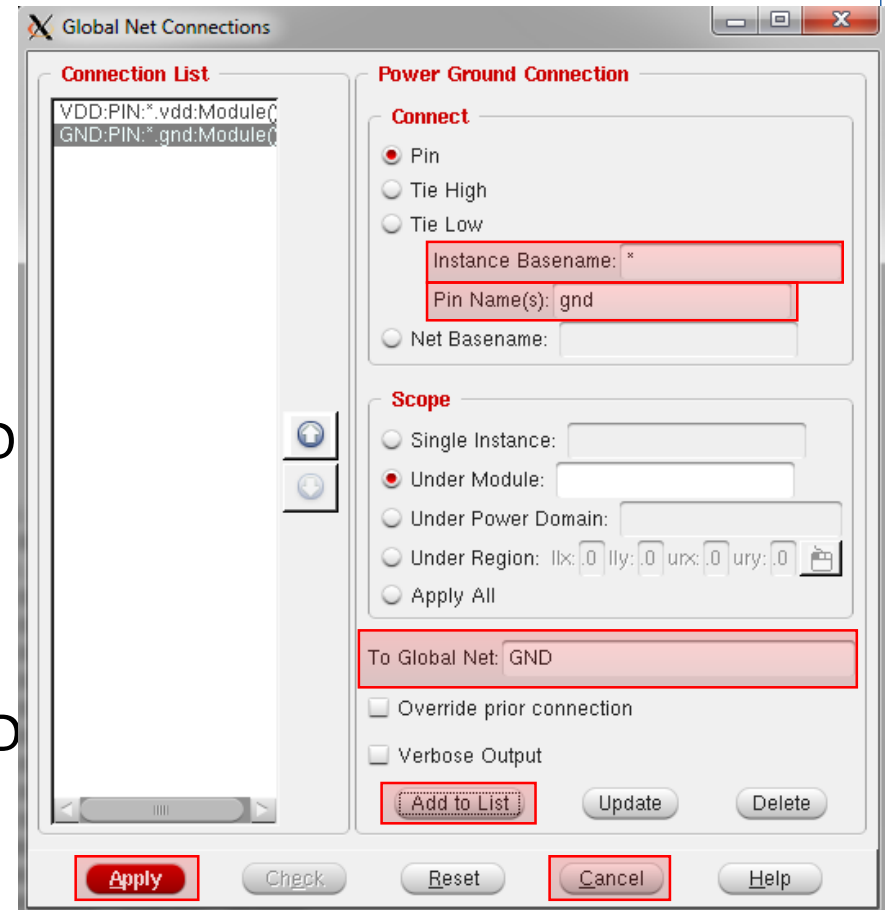 Global Net Connections
Connection List
VDD:PIN:*.vdd:Module(
GND:PIN:*.gnd:Module(
D
D
Power Ground Connection
Connect
Pin
Tie High
Tie Low
Instance Basename: *
Pin Name(s): gnd
Net Basename:
Scope
Single Instance:
Under Module:
Under Power Domain:
Under Region: llx: .0 lly: .0 urx: .0 ury: .0
Apply All
To Global Net: GND
Override prior connection
Verbose Output
Add to List Update Delete
Apply Check Reset Cancel Help